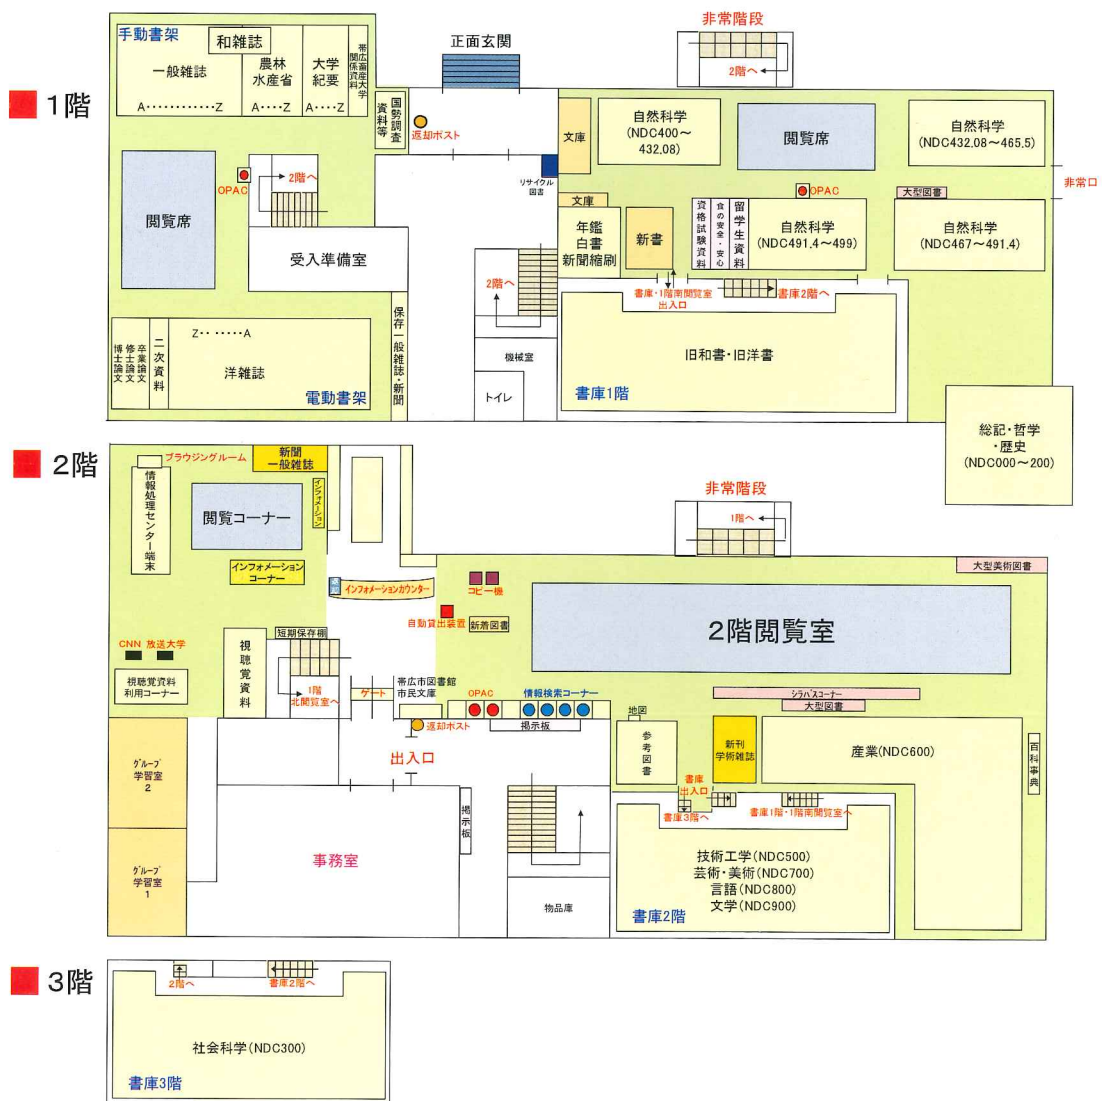 1階
手動書架
和雑誌
一般雑誌
A‥‥‥‥‥‥Z
農林
水産省
A‥‥Z
大学
紀要
A‥‥Z
帯広畜産大学
関係資料
国勢調査
資料等
正面玄関
返却ポスト
閲覧席
OPAC
2階へ
受入準備室
リサイクル
図書
文庫
文庫
年鑑
白書
新聞縮刷
新書
自然科学
(NDC400～
432.08)
閲覧席
自然科学
(NDC432.08～465.5)
非常階段
2階へ
非常口
OPAC
大型図書
資格試験資料
食の安全・安心
留学生資料
自然科学
(NDC491.4～499)
自然科学
(NDC467～491.4)
書庫・1階南閲覧室
出入口
書庫2階へ
旧和書・旧洋書
書庫1階
2階へ
機械室
トイレ
保存一般雑誌・新聞
博士論文
修士論文
卒業論文
二次資料
Z‥‥‥‥A
洋雑誌
電動書架
総記・哲学
・歴史
(NDC000～200)
2階
ブラウジングルーム
新聞
一般雑誌
情報処理センター端末
閲覧コーナー
インフォメーション
インフォメーション
コーナー
インフォメーションカウンター
コピー機
自動貸出装置
新着図書
非常階段
1階へ
大型美術図書
2階閲覧室
CNN 放送大学
視聴覚資料
利用コーナー
視聴覚資料
短期保存棚
1階
北閲覧室へ
ゲート
帯広市図書館
市民文庫
返却ポスト
OPAC
情報検索コーナー
掲示板
シラバスコーナー
大型図書
地図
参考図書
新刊
学術雑誌
産業(NDC600)
百科事典
出入口
書庫
出入口
書庫3階へ
書庫1階・1階南閲覧室へ
グループ
学習室
2
グループ
学習室
1
事務室
掲示板
物品庫
技術工学(NDC500)
芸術・美術(NDC700)
言語(NDC800)
文学(NDC900)
書庫2階
3階
2階へ
書庫2階へ
社会科学(NDC300)
書庫3階